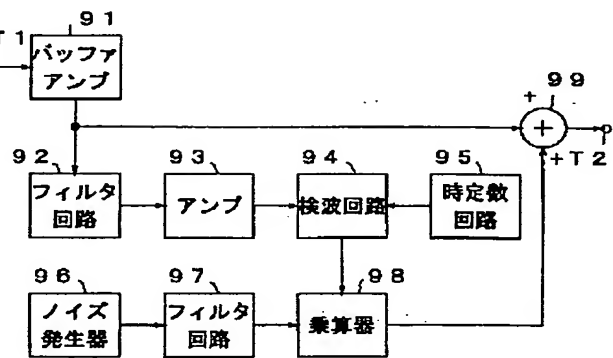 91
T1
バッファ
アンプ
99
+
+
+T2
92
93
94
95
フィルタ
回路
アンプ
検波回路
時定数
回路
96
97
98
ノイズ
発生器
フィルタ
回路
乗算器